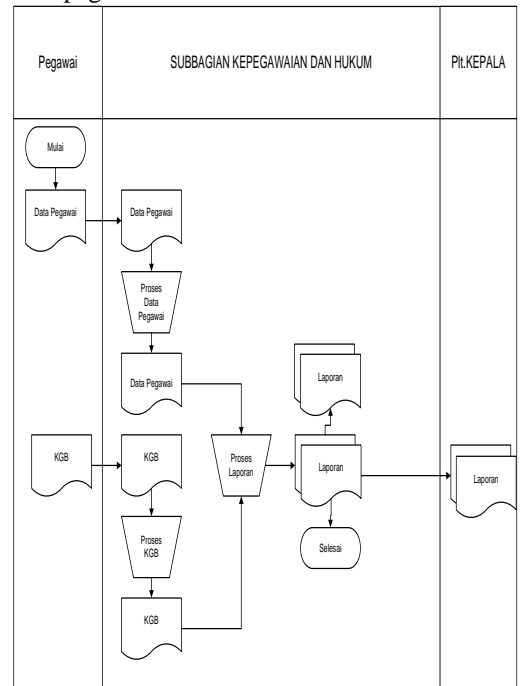 Pegawai
SUBBAGIAN KEPEGAWAIAN DAN HUKUM
Plt.KEPALA
Mulai
Data Pegawai
Data Pegawai
Proses
Data
Pegawai
Data Pegawai
Laporan
KGB
KGB
Proses
Laporan
Laporan
Laporan
Proses
KGB
Selesai
KGB